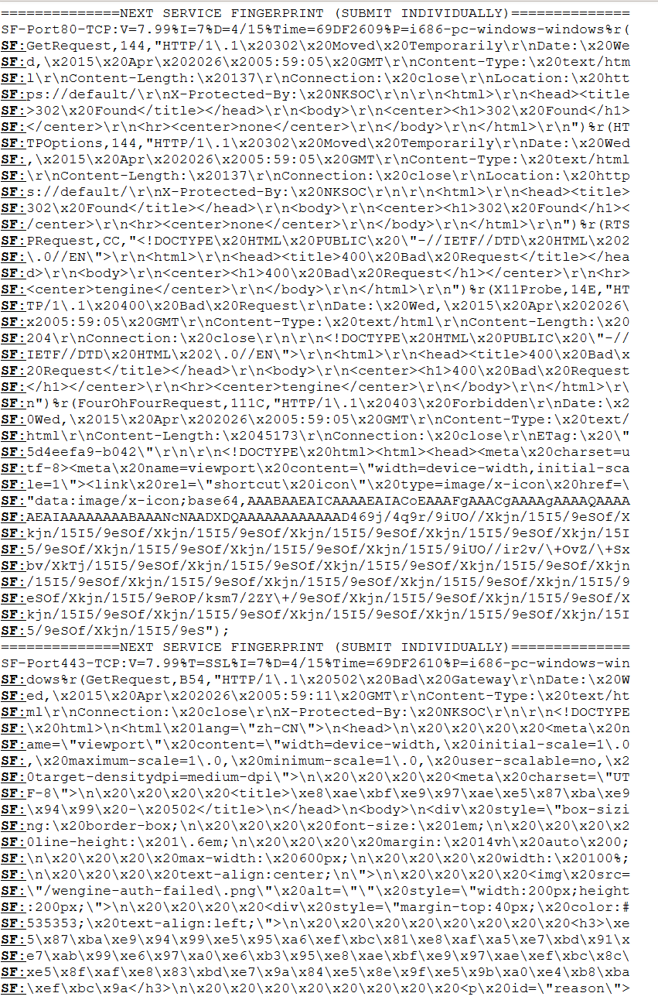 ==============NEXT SERVICE FINGERPRINT (SUBMIT INDIVIDUALLY)==============
SF-Port80-TCP:V=7.99%I=7%D=4/15%Time=69DF2609%P=i686-pc-windows-windows%r(
SF:GetRequest,144,"HTTP/1\.1\x20302\x20Moved\x20Temporarily\r\nDate:\x20We
SF:d,\x2015\x20Apr\x202026\x2005:59:05\x20GMT\r\nContent-Type:\x20text/htm
SF:l\r\nContent-Length:\x20137\r\nConnection:\x20close\r\nLocation:\x20htt
SF:ps://default/\r\nX-Protected-By:\x20NKSOC\r\n\r\n<html>\r\n<head><title
SF:>302\x20Found</title></head>\r\n<body>\r\n<center><h1>302\x20Found</h1>
SF:</center>\r\n<hr><center>none</center>\r\n</body>\r\n</html>\r\n")%r(HT
SF:TPOptions,144,"HTTP/1\.1\x20302\x20Moved\x20Temporarily\r\nDate:\x20Wed
SF:,\x2015\x20Apr\x202026\x2005:59:05\x20GMT\r\nContent-Type:\x20text/html
SF:\r\nContent-Length:\x20137\r\nConnection:\x20close\r\nLocation:\x20http
SF:s://default/\r\nX-Protected-By:\x20NKSOC\r\n\r\n<html>\r\n<head><title>
SF:302\x20Found</title></head>\r\n<body>\r\n<center><h1>302\x20Found</h1><
SF:/center>\r\n<hr><center>none</center>\r\n</body>\r\n</html>\r\n")%r(RTS
SF:PRequest,CC,"<!DOCTYPE\x20HTML\x20PUBLIC\x20\"-//IETF//DTD\x20HTML\x202
SF:\.0//EN\">\r\n<html>\r\n<head><title>400\x20Bad\x20Request</title></hea
SF:d>\r\n<body>\r\n<center><h1>400\x20Bad\x20Request</h1></center>\r\n<hr>
SF:<center>tengine</center>\r\n</body>\r\n</html>\r\n")%r(X11Probe,14E,"HT
SF:TP/1\.1\x20400\x20Bad\x20Request\r\nDate:\x20Wed,\x2015\x20Apr\x202026\
SF:x2005:59:05\x20GMT\r\nContent-Type:\x20text/html\r\nContent-Length:\x20
SF:204\r\nConnection:\x20close\r\n\r\n<!DOCTYPE\x20HTML\x20PUBLIC\x20\"-//
SF:IETF//DTD\x20HTML\x202\.0//EN\">\r\n<html>\r\n<head><title>400\x20Bad\x
SF:20Request</title></head>\r\n<body>\r\n<center><h1>400\x20Bad\x20Request
SF:</h1></center>\r\n<hr><center>tengine</center>\r\n</body>\r\n</html>\r\
SF:n")%r(FourOhFourRequest,111C,"HTTP/1\.1\x20403\x20Forbidden\r\nDate:\x2
SF:0Wed,\x2015\x20Apr\x202026\x2005:59:05\x20GMT\r\nContent-Type:\x20text/
SF:html\r\nContent-Length:\x2045173\r\nConnection:\x20close\r\nETag:\x20\"
SF:5d4eefa9-b042\"\r\n\r\n<!DOCTYPE\x20html><html><head><meta\x20charset=u
SF:tf-8><meta\x20name=viewport\x20content=\"width=device-width,initial-sca
SF:le=1\"><link\x20rel=\"shortcut\x20icon\"\x20type=image/x-icon\x20href=\
SF:"data:image/x-icon;base64,AAABAAEAICAAAAEAIACoEAAAFgAAACgAAAAgAAAAQAAAA
SF:AEAIAAAAAAAABAAANcNAADXDQAAAAAAAAAAAAD469j/4q9r/9iUO//Xkjn/15I5/9eSOf/X
SF:kjn/15I5/9eSOf/Xkjn/15I5/9eSOf/Xkjn/15I5/9eSOf/Xkjn/15I5/9eSOf/Xkjn/15I
SF:5/9eSOf/Xkjn/15I5/9eSOf/Xkjn/15I5/9eSOf/Xkjn/15I5/9iUO//ir2v/\+OvZ/\+Sx
SF:bv/XkTj/15I5/9eSOf/Xkjn/15I5/9eSOf/Xkjn/15I5/9eSOf/Xkjn/15I5/9eSOf/Xkjn
SF:/15I5/9eSOf/Xkjn/15I5/9eSOf/Xkjn/15I5/9eSOf/Xkjn/15I5/9eSOf/Xkjn/15I5/9
SF:eSOf/Xkjn/15I5/9eROP/ksm7/2ZY\+/9eSOf/Xkjn/15I5/9eSOf/Xkjn/15I5/9eSOf/X
SF:kjn/15I5/9eSOf/Xkjn/15I5/9eSOf/Xkjn/15I5/9eSOf/Xkjn/15I5/9eSOf/Xkjn/15I
SF:5/9eSOf/Xkjn/15I5/9eS");
==============NEXT SERVICE FINGERPRINT (SUBMIT INDIVIDUALLY)==============
SF-Port443-TCP:V=7.99%T=SSL%I=7%D=4/15%Time=69DF2610%P=i686-pc-windows-win
SF:dows%r(GetRequest,B54,"HTTP/1\.1\x20502\x20Bad\x20Gateway\r\nDate:\x20W
SF:ed,\x2015\x20Apr\x202026\x2005:59:11\x20GMT\r\nContent-Type:\x20text/ht
SF:ml\r\nConnection:\x20close\r\nX-Protected-By:\x20NKSOC\r\n\r\n<!DOCTYPE
SF:\x20html>\n<html\x20lang=\"zh-CN\">\n<head>\n\x20\x20\x20\x20<meta\x20n
SF:ame=\"viewport\"\x20content=\"width=device-width,\x20initial-scale=1\.0
SF:,\x20maximum-scale=1\.0,\x20minimum-scale=1\.0,\x20user-scalable=no,\x2
SF:0target-densitydpi=medium-dpi\">\n\x20\x20\x20\x20<meta\x20charset=\"UT
SF:F-8\">\n\x20\x20\x20\x20<title>\xe8\xae\xbf\xe9\x97\xae\xe5\x87\xba\xe9
SF:\x94\x99\x20-\x20502</title>\n</head>\n<body>\n<div\x20style=\"box-sizi
SF:ng:\x20border-box;\n\x20\x20\x20\x20font-size:\x201em;\n\x20\x20\x20\x2
SF:0line-height:\x201\.6em;\n\x20\x20\x20\x20margin:\x2014vh\x20auto\x200;
SF:\n\x20\x20\x20\x20max-width:\x20600px;\n\x20\x20\x20\x20width:\x20100%;
SF:\n\x20\x20\x20\x20text-align:center;\n\">\n\x20\x20\x20\x20<img\x20src=
SF:\"/wengine-auth-failed\.png\"\x20alt=\"\"\x20style=\"width:200px;height
SF::200px;\">\n\x20\x20\x20\x20<div\x20style=\"margin-top:40px;\x20color:#
SF:535353;\x20text-align:left;\">\n\x20\x20\x20\x20\x20\x20\x20\x20<h3>\xe
SF:5\x87\xba\xe9\x94\x99\xe5\x95\xa6\xef\xbc\x81\xe8\xaf\xa5\xe7\xbd\x91\x
SF:e7\xab\x99\xe6\x97\xa0\xe6\xb3\x95\xe8\xae\xbf\xe9\x97\xae\xef\xbc\x8c\
SF:xe5\x8f\xaf\xe8\x83\xbd\xe7\x9a\x84\xe5\x8e\x9f\xe5\x9b\xa0\xe4\xb8\xba
SF:\xef\xbc\x9a</h3>\n\x20\x20\x20\x20\x20\x20\x20\x20<p\x20id=\"reason\">